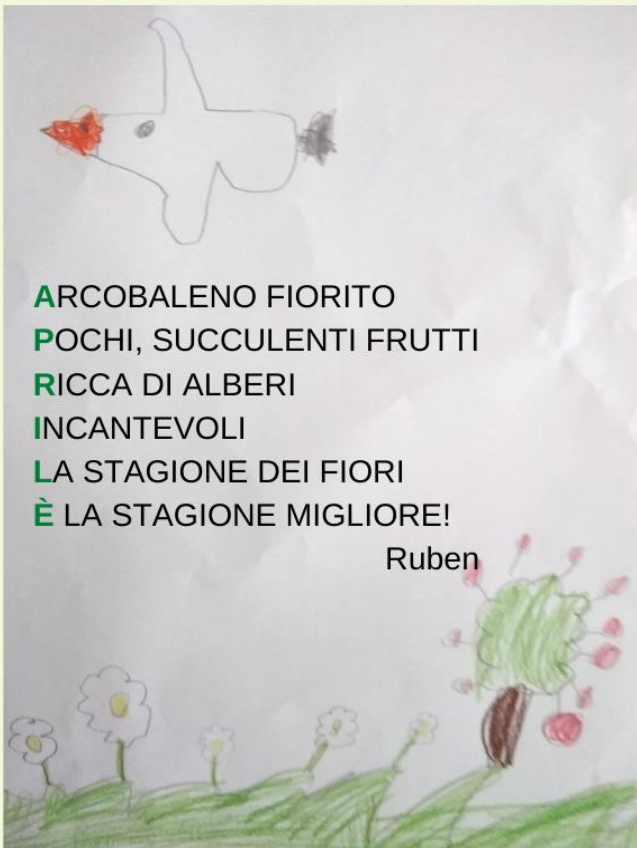 ARCOBALENO FIORITO
POCHI, SUCCULENTI FRUTTI
RICCA DI ALBERI
INCANTEVOLI
LA STAGIONE DEI FIORI
È LA STAGIONE MIGLIORE!
Ruben